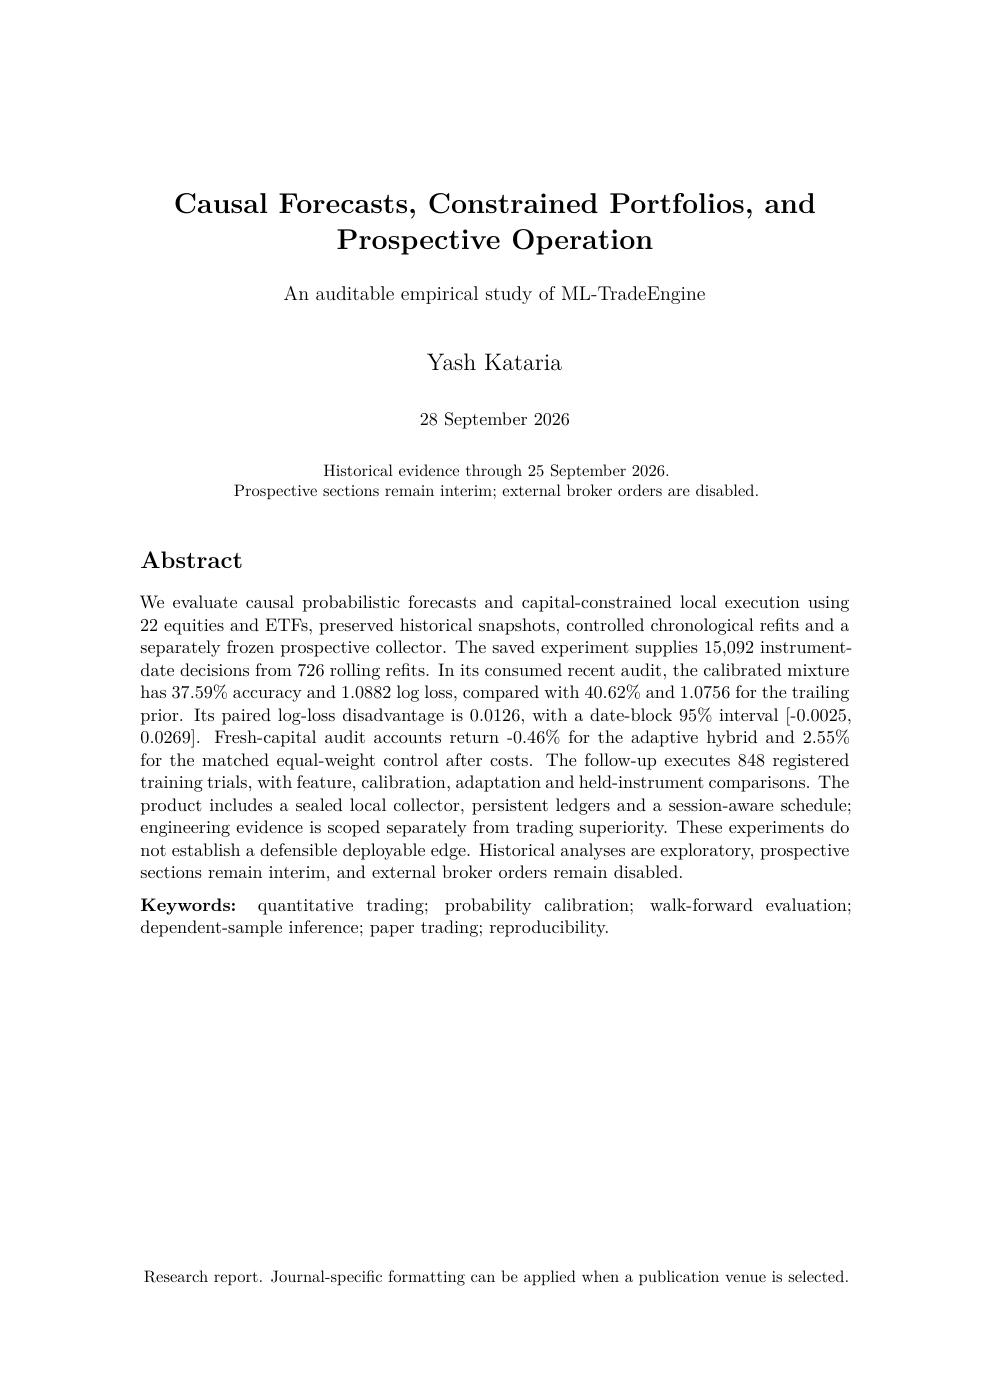 Causal Forecasts, Constrained Portfolios, and
Prospective Operation
An auditable empirical study of ML-TradeEngine
Yash Kataria
28 September 2026
Historical evidence through 25 September 2026.
Prospective sections remain interim; external broker orders are disabled.
Abstract
We evaluate causal probabilistic forecasts and capital-constrained local execution using
22 equities and ETFs, preserved historical snapshots, controlled chronological refits and a
separately frozen prospective collector. The saved experiment supplies 15,092 instrument-
date decisions from 726 rolling refits. In its consumed recent audit, the calibrated mixture
has 37.59% accuracy and 1.0882 log loss, compared with 40.62% and 1.0756 for the trailing
prior. Its paired log-loss disadvantage is 0.0126, with a date-block 95% interval [-0.0025,
0.0269]. Fresh-capital audit accounts return -0.46% for the adaptive hybrid and 2.55%
for the matched equal-weight control after costs. The follow-up executes 848 registered
training trials, with feature, calibration, adaptation and held-instrument comparisons. The
product includes a sealed local collector, persistent ledgers and a session-aware schedule;
engineering evidence is scoped separately from trading superiority. These experiments do
not establish a defensible deployable edge. Historical analyses are exploratory, prospective
sections remain interim, and external broker orders remain disabled.
Keywords: quantitative trading; probability calibration; walk-forward evaluation;
dependent-sample inference; paper trading; reproducibility.
Research report. Journal-specific formatting can be applied when a publication venue is selected.